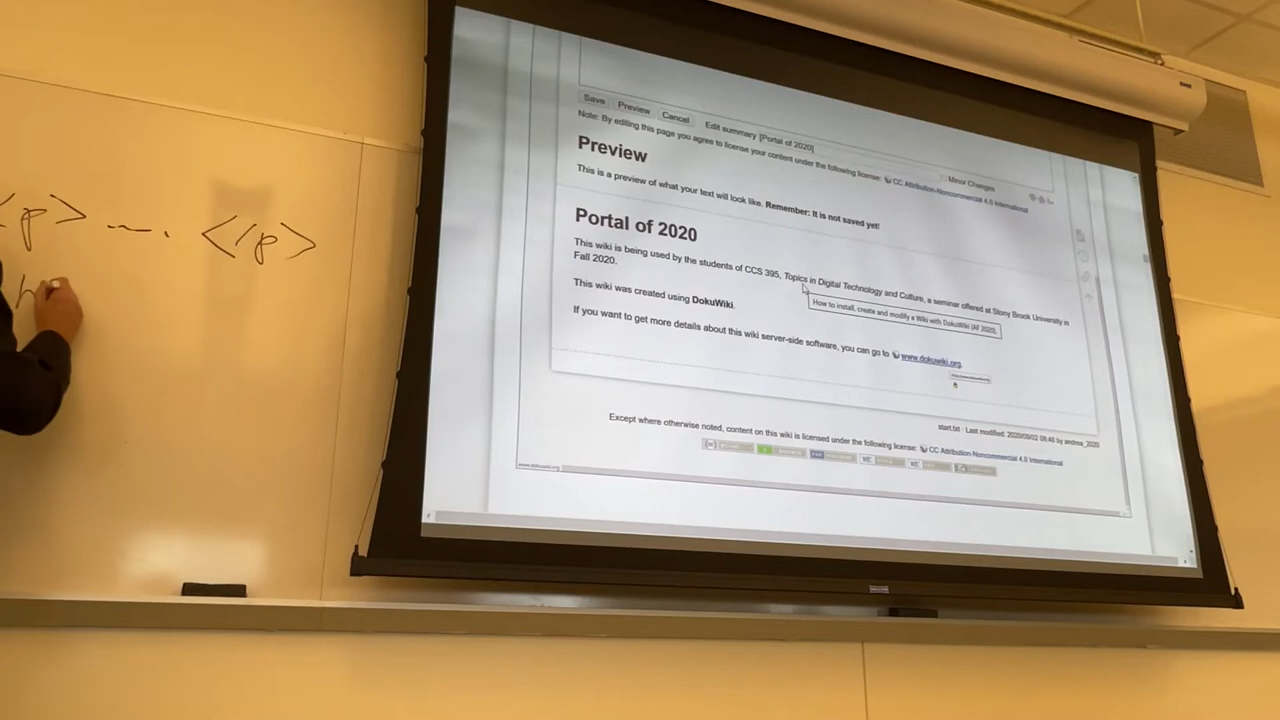 <p> ... </p>
h
Save Preview Cancel Edit summary [Portal of 2020] Minor Changes
Note: By editing this page you agree to license your content under the following license: CC Attribution-Noncommercial 4.0 International
Preview
This is a preview of what your text will look like. Remember: It is not saved yet!
Portal of 2020
This wiki is being used by the students of CCS 395, Topics in Digital Technology and Culture, a seminar offered at Stony Brook University in
Fall 2020.
How to install, create and modify a Wiki with DokuWiki (AF 2020)
This wiki was created using DokuWiki.
If you want to get more details about this wiki server-side software, you can go to www.dokuwiki.org.
start.txt · Last modified: 2020/09/02 08:46 by andrea_2020
Except where otherwise noted, content on this wiki is licensed under the following license: CC Attribution-Noncommercial 4.0 International
www.dokuwiki.org